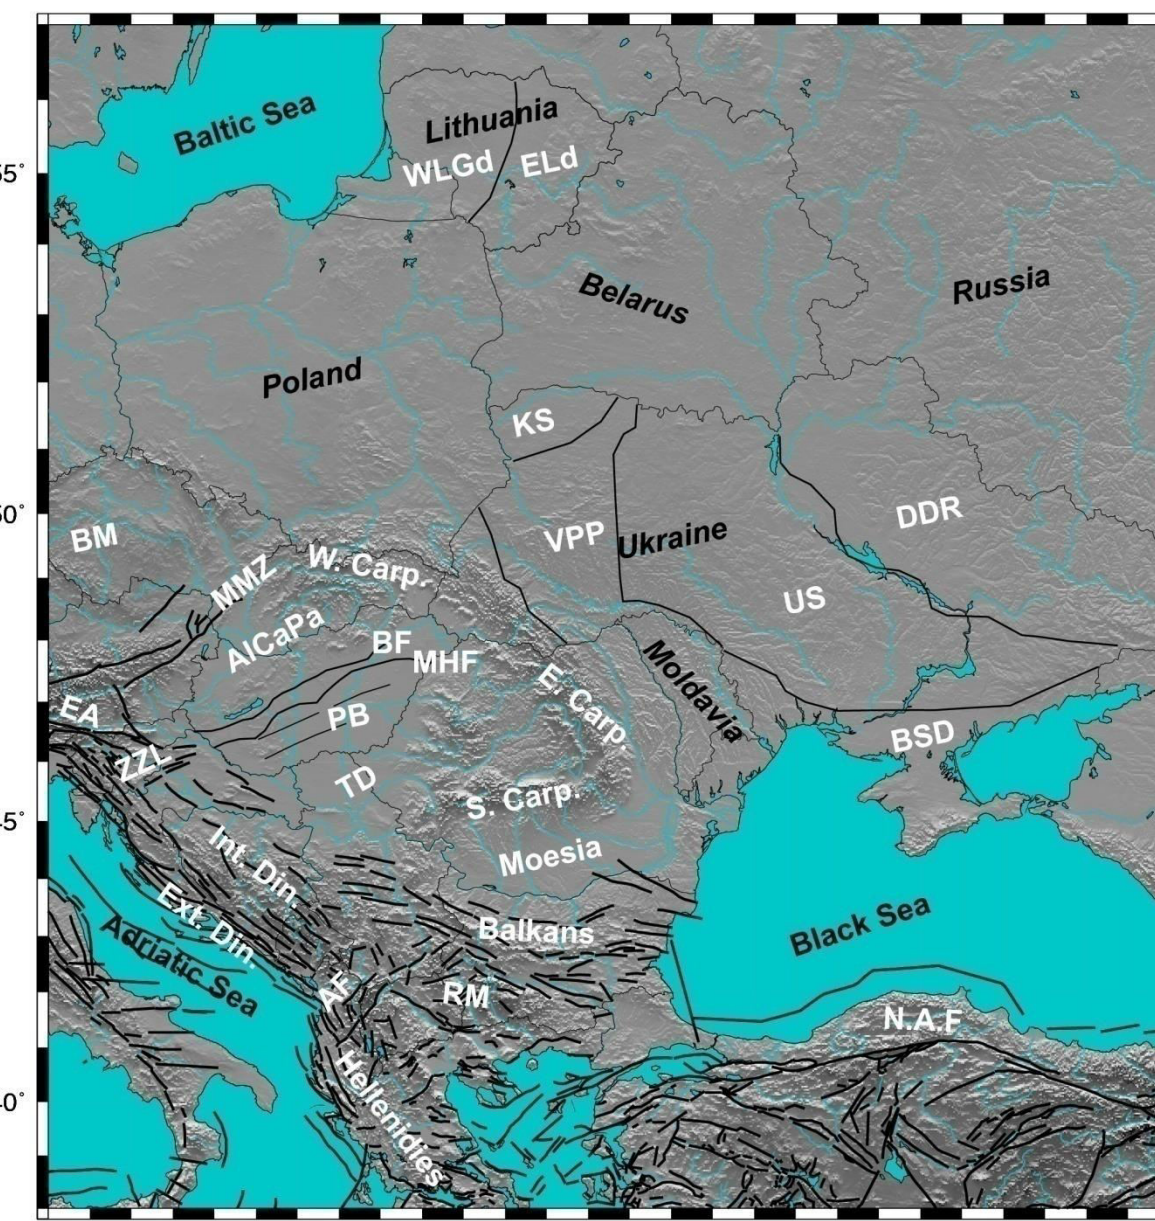 Baltic Sea
Lithuania
WLGd
ELd
55°
Belarus
Russia
Poland
KS
50°
DDR
BM
VPP
Ukraine
W. Carp.
MMZ
US
AlCaPa
BF
MHF
Moldavia
E. Carp.
EA
PB
BSD
ZZL
TD
S. Carp.
45°
Int. Din.
Moesia
Ext. Din.
Black Sea
Balkans
Adriatic Sea
AF
RM
N.A.F
Hellenidies
40°